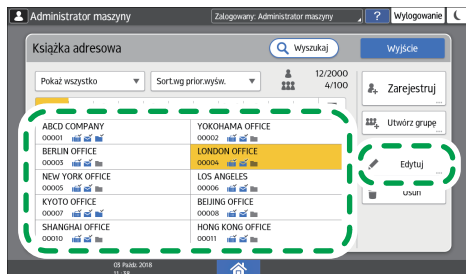 Administrator maszyny
Zalogowany: Administrator maszyny
?
Wylogowanie
Książka adresowa
Wyszukaj
Wyjście
Pokaż wszystko
Sort.wg prior.wyśw.
12/2000
4/100
Zarejestruj
...
Utwórz grupę
...
Edytuj
...
Usuń
ABCD COMPANY
00001
YOKOHAMA OFFICE
00002
BERLIN OFFICE
00003
LONDON OFFICE
00004
NEW YORK OFFICE
00005
LOS ANGELES
00006
KYOTO OFFICE
00007
BEIJING OFFICE
00008
SHANGHAI OFFICE
00010
HONG KONG OFFICE
00011
03 Paźdz. 2018
11:38